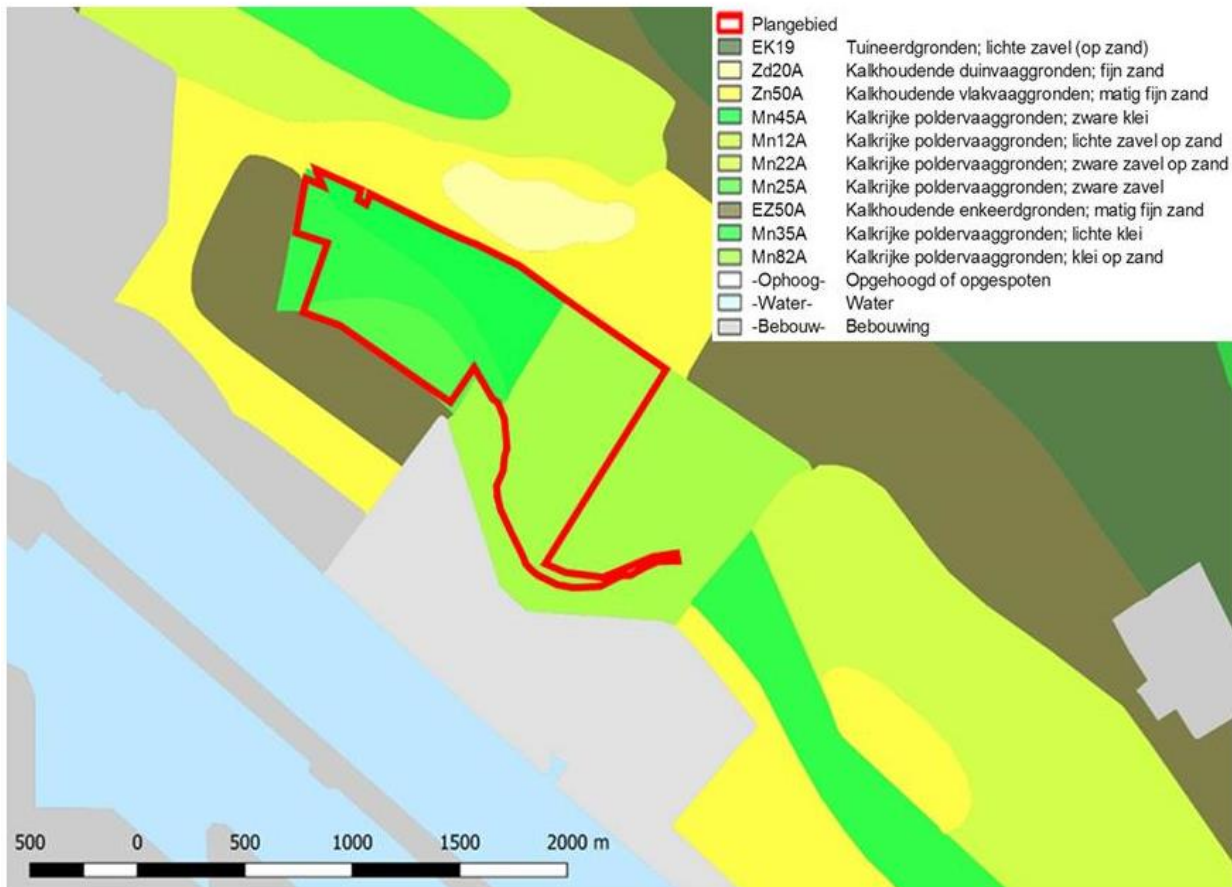 Plangebied
EK19 Tuineerdgronden; lichte zavel (op zand)
Zd20A Kalkhoudende duinvaaggronden; fijn zand
Zn50A Kalkhoudende vlakvaaggronden; matig fijn zand
Mn45A Kalkrijke poldervaaggronden; zware klei
Mn12A Kalkrijke poldervaaggronden; lichte zavel op zand
Mn22A Kalkrijke poldervaaggronden; zware zavel op zand
Mn25A Kalkrijke poldervaaggronden; zware zavel
EZ50A Kalkhoudende enkeerdgronden; matig fijn zand
Mn35A Kalkrijke poldervaaggronden; lichte klei
Mn82A Kalkrijke poldervaaggronden; klei op zand
-Ophoog- Opgehoogd of opgespoten
-Water- Water
-Bebouw- Bebouwing
500 0 500 1000 1500 2000 m